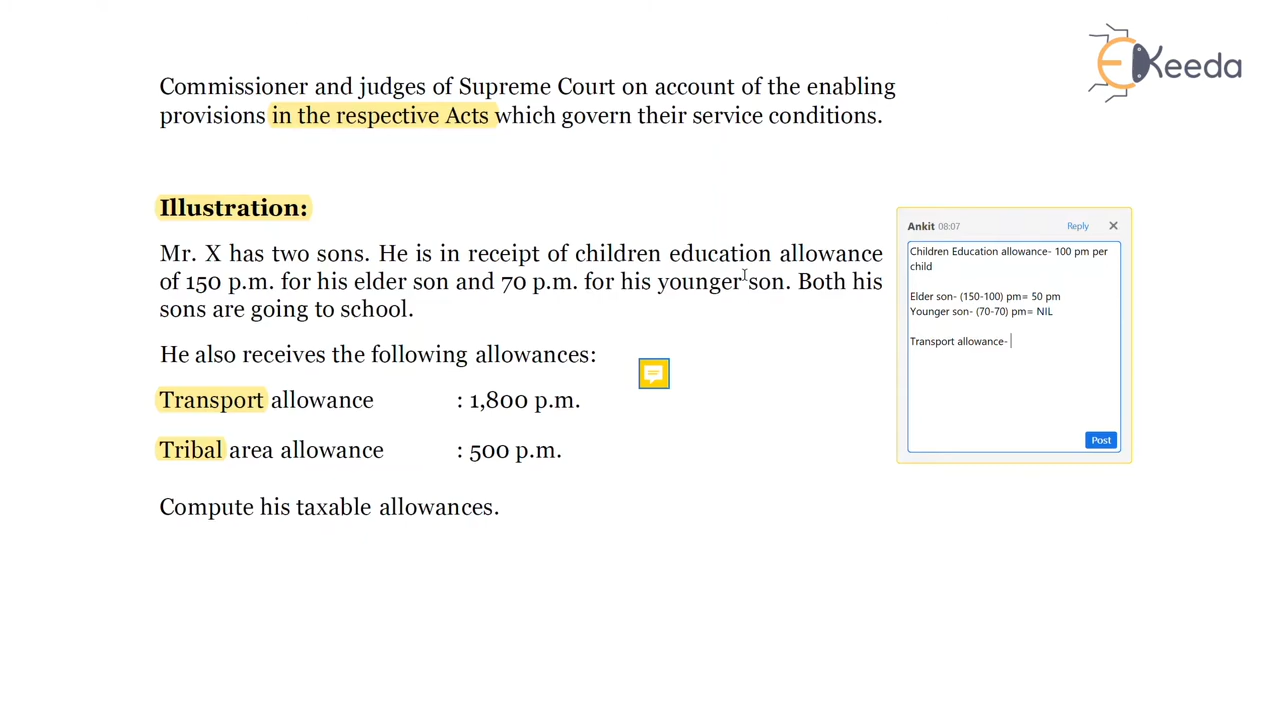 EKeeda
Commissioner and judges of Supreme Court on account of the enabling
provisions in the respective Acts which govern their service conditions.
Illustration:
Mr. X has two sons. He is in receipt of children education allowance
of 150 p.m. for his elder son and 70 p.m. for his younger son. Both his
sons are going to school.
He also receives the following allowances:
Transport allowance : 1,800 p.m.
Tribal area allowance : 500 p.m.
Compute his taxable allowances.
Ankit 08:07 Reply
Children Education allowance- 100 pm per
child
Elder son- (150-100) pm= 50 pm
Younger son- (70-70) pm= NIL
Transport allowance-
Post